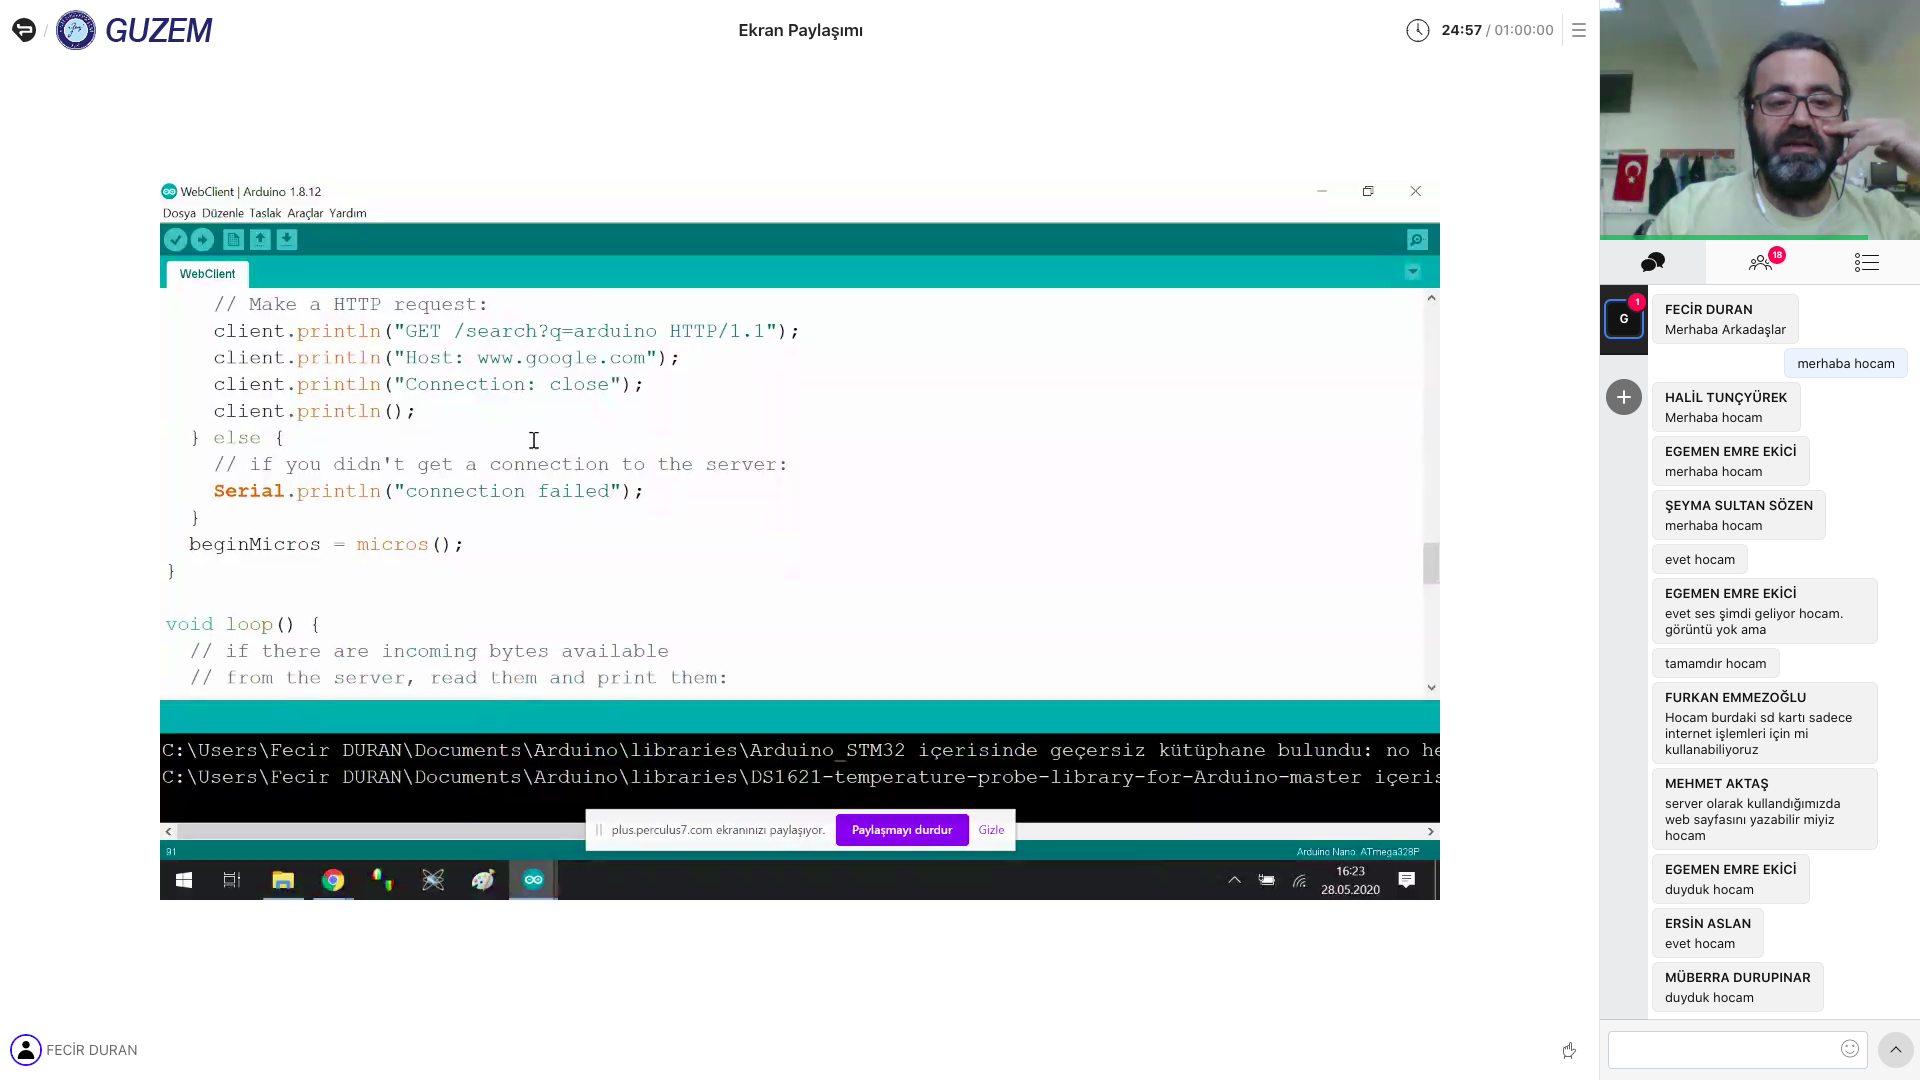 GUZEM
Ekran Paylaşımı
24:57 / 01:00:00
WebClient | Arduino 1.8.12
Dosya Düzenle Taslak Araçlar Yardım
WebClient
// Make a HTTP request:
client.println("GET /search?q=arduino HTTP/1.1");
client.println("Host: www.google.com");
client.println("Connection: close");
client.println();
} else {
// if you didn't get a connection to the server:
Serial.println("connection failed");
}
beginMicros = micros();
}
void loop() {
// if there are incoming bytes available
// from the server, read them and print them:
C:\Users\Fecir DURAN\Documents\Arduino\libraries\Arduino_STM32 içerisinde geçersiz kütüphane bulundu: no he
C:\Users\Fecir DURAN\Documents\Arduino\libraries\DS1621-temperature-probe-library-for-Arduino-master içeris
plus.perculus7.com ekranınızı paylaşıyor.
Paylaşmayı durdur
Gizle
91
Arduino Nano, ATmega328P
16:23
28.05.2020
FECİR DURAN
18
G
1
FECİR DURAN
Merhaba Arkadaşlar
merhaba hocam
HALİL TUNÇYÜREK
Merhaba hocam
EGEMEN EMRE EKİCİ
merhaba hocam
ŞEYMA SULTAN SÖZEN
merhaba hocam
evet hocam
EGEMEN EMRE EKİCİ
evet ses şimdi geliyor hocam.
görüntü yok ama
tamamdır hocam
FURKAN EMMEZOĞLU
Hocam burdaki sd kartı sadece
internet işlemleri için mi
kullanabiliyoruz
MEHMET AKTAŞ
server olarak kullandığımızda
web sayfasını yazabilir miyiz
hocam
EGEMEN EMRE EKİCİ
duyduk hocam
ERSİN ASLAN
evet hocam
MÜBERRA DURUPINAR
duyduk hocam